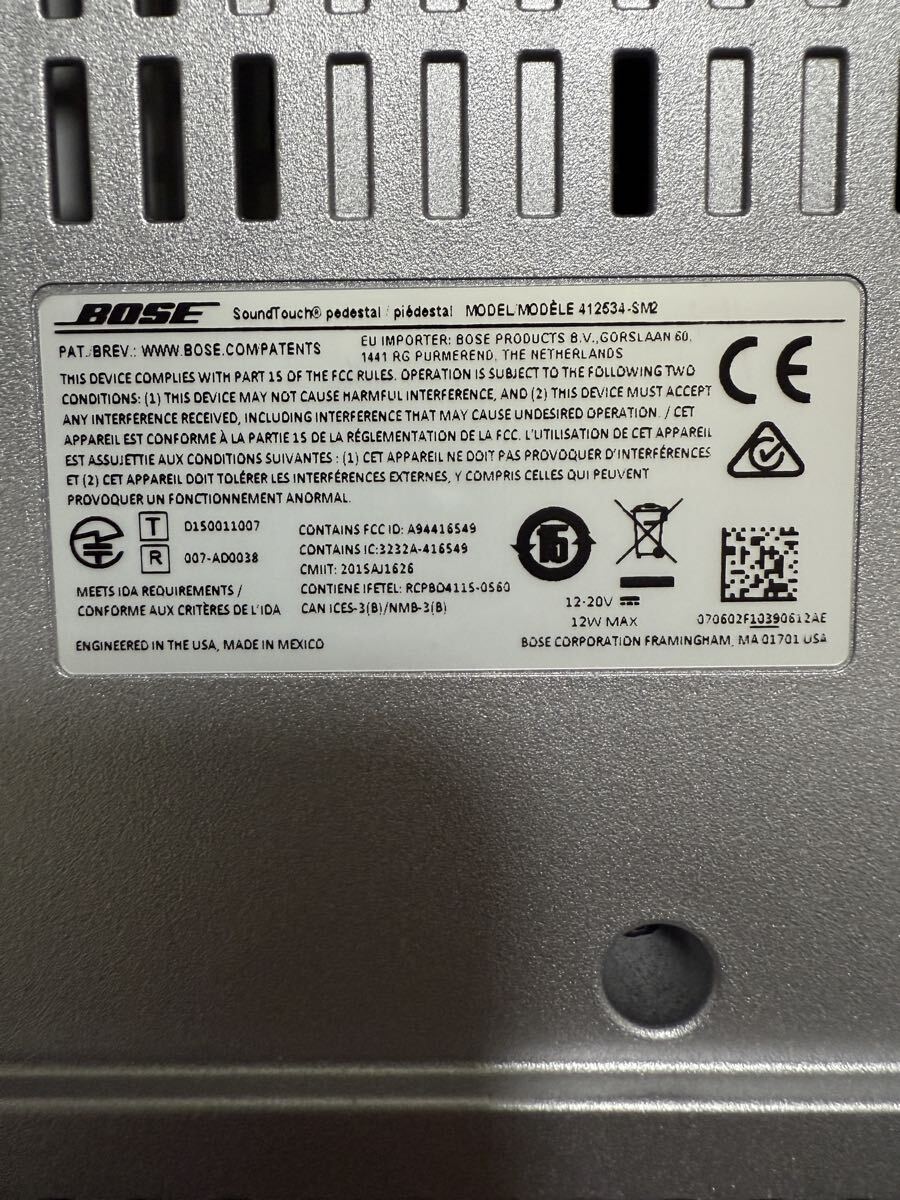 BOSE SoundTouch® pedestal / piédestal MODEL/MODÈLE 412534-SM2
PAT./BREV.: WWW.BOSE.COM/PATENTS
EU IMPORTER: BOSE PRODUCTS B.V.,GORSLAAN 60,
1441 RG PURMEREND, THE NETHERLANDS
THIS DEVICE COMPLIES WITH PART 15 OF THE FCC RULES. OPERATION IS SUBJECT TO THE FOLLOWING TWO
CONDITIONS: (1) THIS DEVICE MAY NOT CAUSE HARMFUL INTERFERENCE, AND (2) THIS DEVICE MUST ACCEPT
ANY INTERFERENCE RECEIVED, INCLUDING INTERFERENCE THAT MAY CAUSE UNDESIRED OPERATION. / CET
APPAREIL EST CONFORME À LA PARTIE 15 DE LA RÉGLEMENTATION DE LA FCC. L'UTILISATION DE CET APPAREIL
EST ASSUJETTIE AUX CONDITIONS SUIVANTES : (1) CET APPAREIL NE DOIT PAS PROVOQUER D'INTERFÉRENCES
ET (2) CET APPAREIL DOIT TOLÉRER LES INTERFÉRENCES EXTERNES, Y COMPRIS CELLES QUI PEUVENT
PROVOQUER UN FONCTIONNEMENT ANORMAL.
CE
T D150011007
R 007-AD0038
CONTAINS FCC ID: A94416549
CONTAINS IC:3232A-416549
CMIIT: 2015AJ1626
CONTIENE IFETEL: RCPBO4115-0560
CAN ICES-3(B)/NMB-3(B)
MEETS IDA REQUIREMENTS /
CONFORME AUX CRITÈRES DE L'IDA
15
12-20V
12W MAX
070602F10390612AE
ENGINEERED IN THE USA, MADE IN MEXICO
BOSE CORPORATION FRAMINGHAM, MA 01701 USA